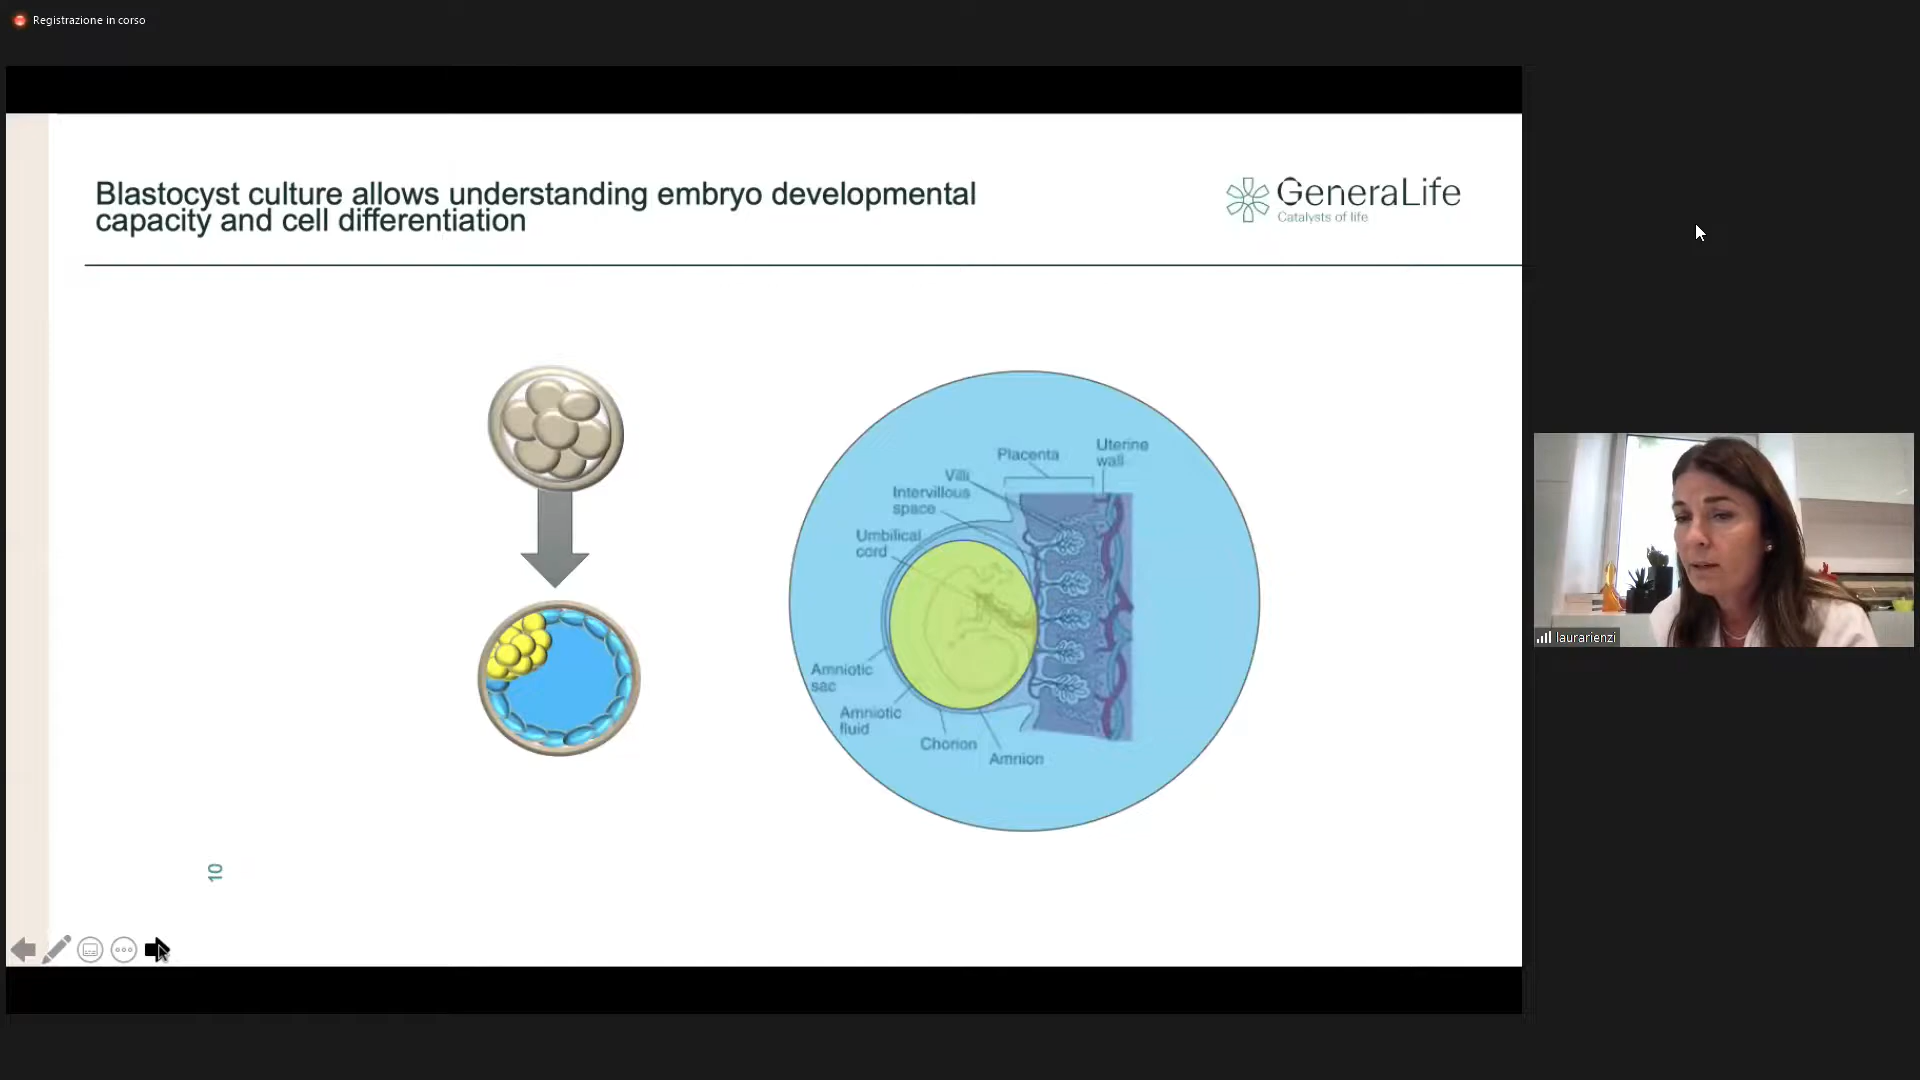 Registrazione in corso
Blastocyst culture allows understanding embryo developmental
capacity and cell differentiation
GeneraLife
Catalysts of life
Placenta
Uterine
wall
Villi
Intervillous
space
Umbilical
cord
Amniotic
sac
Amniotic
fluid
Chorion
Amnion
10
laurarienzi